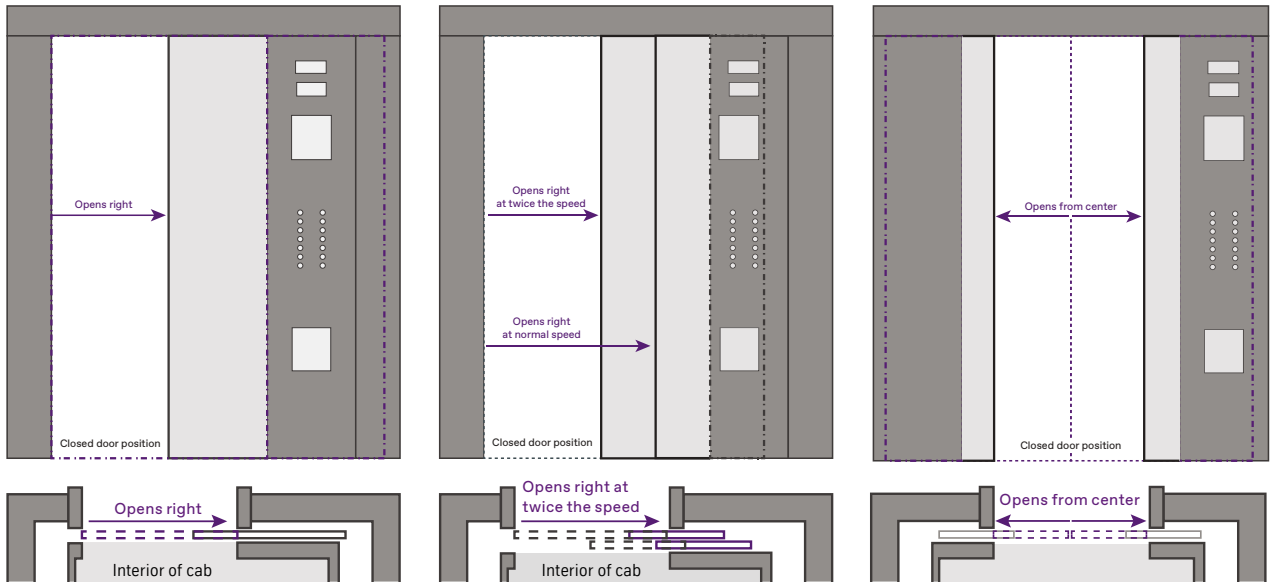 Opens right
Closed door position
Opens right
at twice the speed
Opens right
at normal speed
Closed door position
Opens from center
Closed door position
Opens right
Interior of cab
Opens right at
twice the speed
Interior of cab
Opens from center